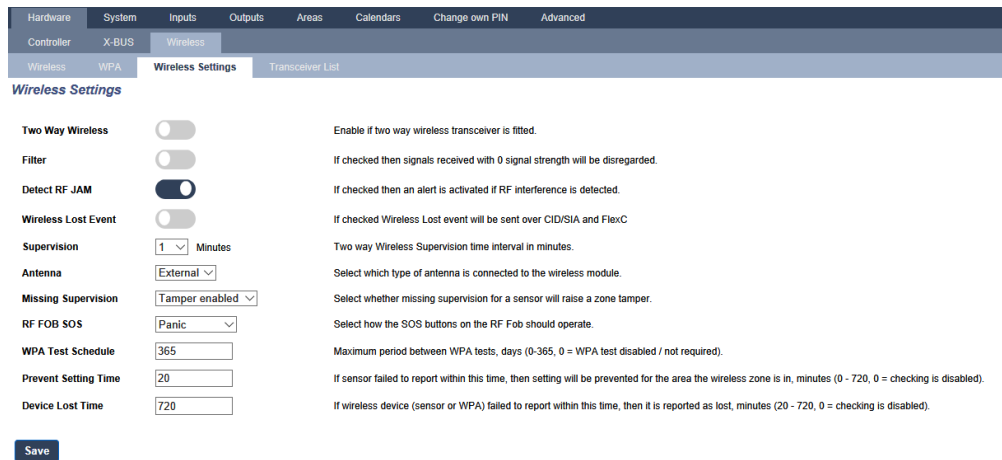 Hardware System Inputs Outputs Areas Calendars Change own PIN Advanced
Controller X-BUS Wireless
Wireless WPA Wireless Settings Transceiver List
Wireless Settings
Two Way Wireless Enable if two way wireless transceiver is fitted.
Filter If checked then signals received with 0 signal strength will be disregarded.
Detect RF JAM If checked then an alert is activated if RF interference is detected.
Wireless Lost Event If checked Wireless Lost event will be sent over CID/SIA and FlexC
Supervision 1 Minutes Two way Wireless Supervision time interval in minutes.
Antenna External Select which type of antenna is connected to the wireless module.
Missing Supervision Tamper enabled Select whether missing supervision for a sensor will raise a zone tamper.
RF FOB SOS Panic Select how the SOS buttons on the RF Fob should operate.
WPA Test Schedule 365 Maximum period between WPA tests, days (0-365, 0 = WPA test disabled / not required).
Prevent Setting Time 20 If sensor failed to report within this time, then setting will be prevented for the area the wireless zone is in, minutes (0 - 720, 0 = checking is disabled).
Device Lost Time 720 If wireless device (sensor or WPA) failed to report within this time, then it is reported as lost, minutes (20 - 720, 0 = checking is disabled).
Save